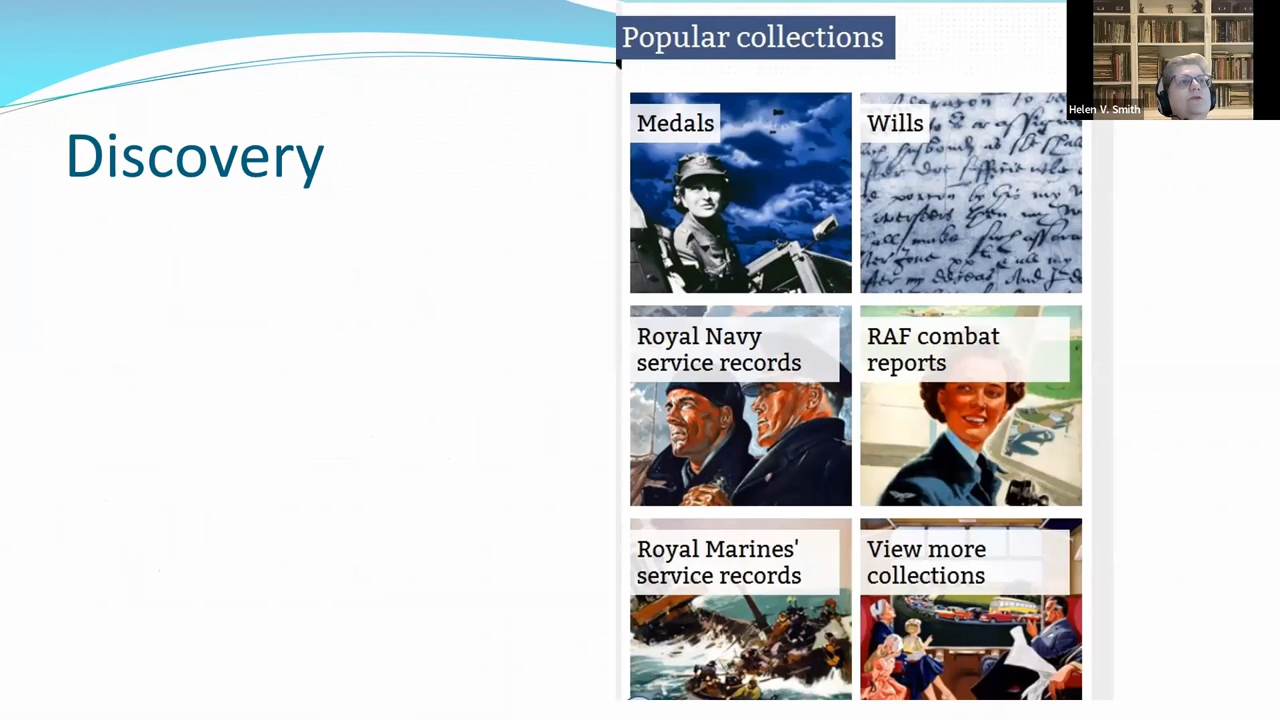 Discovery
Popular collections
Medals
Wills
Royal Navy
service records
RAF combat
reports
Royal Marines'
service records
View more
collections
Helen V. Smith